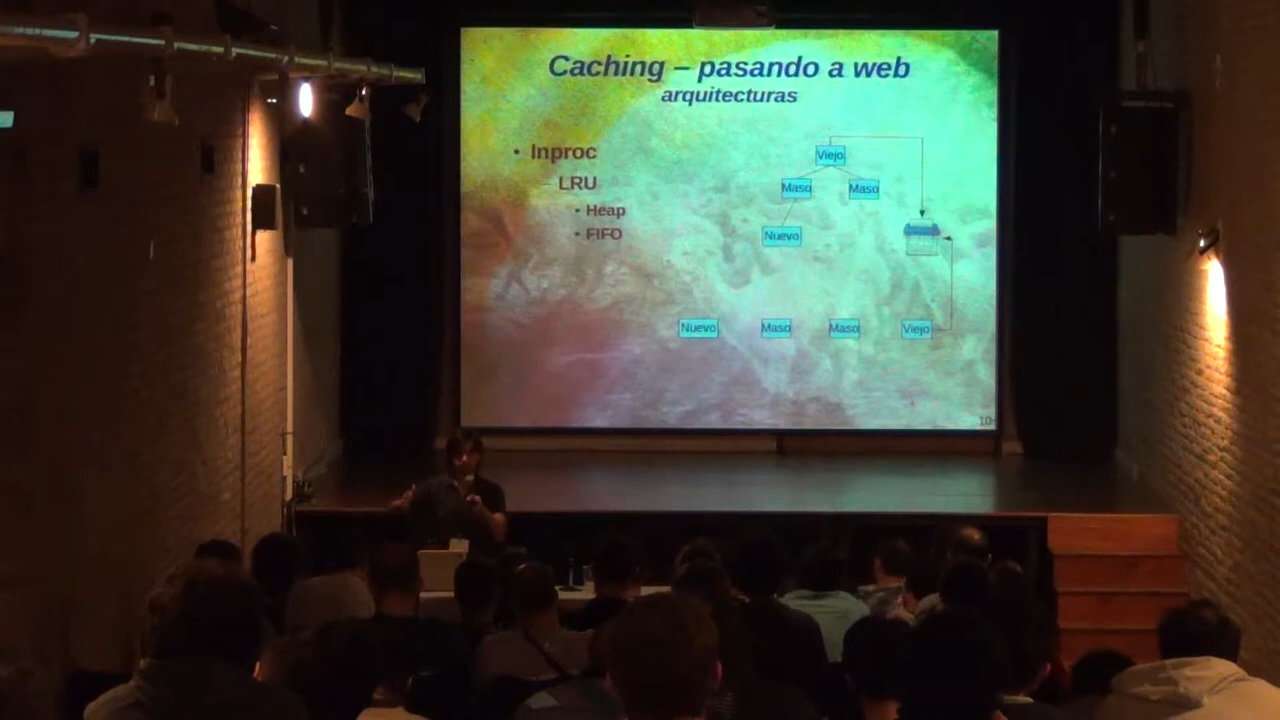 Caching – pasando a web
arquitecturas
• Inproc
– LRU
• Heap
• FIFO
Viejo
Maso Maso
Nuevo
Nuevo Maso Maso Viejo
10